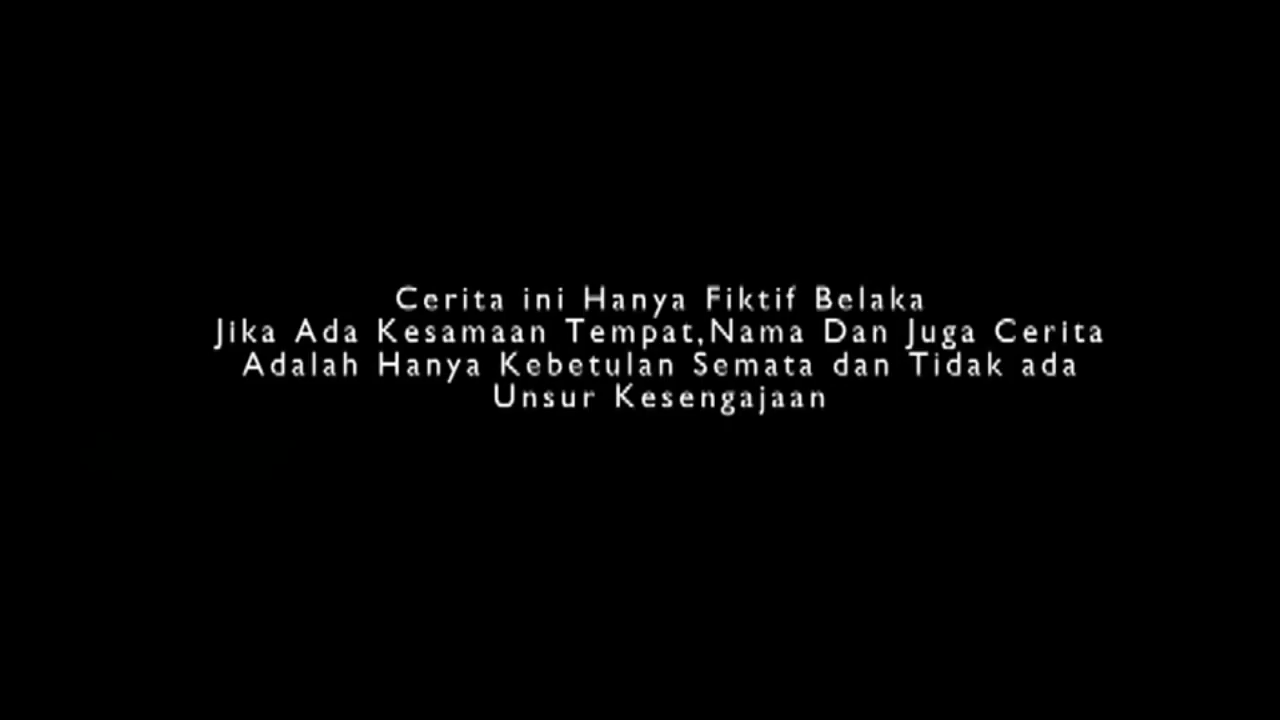 Cerita ini Hanya Fiktif Belaka
Jika Ada Kesamaan Tempat,Nama Dan Juga Cerita
Adalah Hanya Kebetulan Semata dan Tidak ada
Unsur Kesengajaan